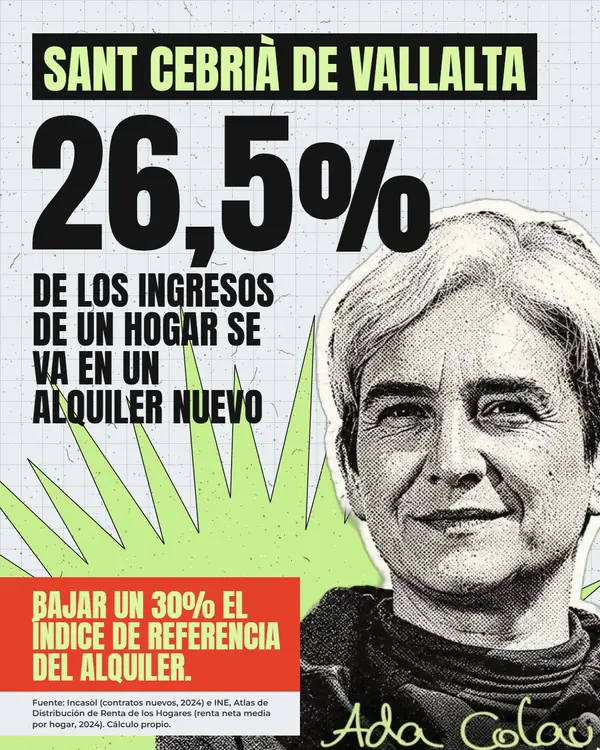 SANT CEBRIÀ DE VALLALTA
26,5%
DE LOS INGRESOS
DE UN HOGAR SE
VA EN UN
ALQUILER NUEVO
BAJAR UN 30% EL
ÍNDICE DE REFERENCIA
DEL ALQUILER.
Fuente: Incasòl (contratos nuevos, 2024) e INE, Atlas de
Distribución de Renta de los Hogares (renta neta media
por hogar, 2024). Cálculo propio.
Ada Colau